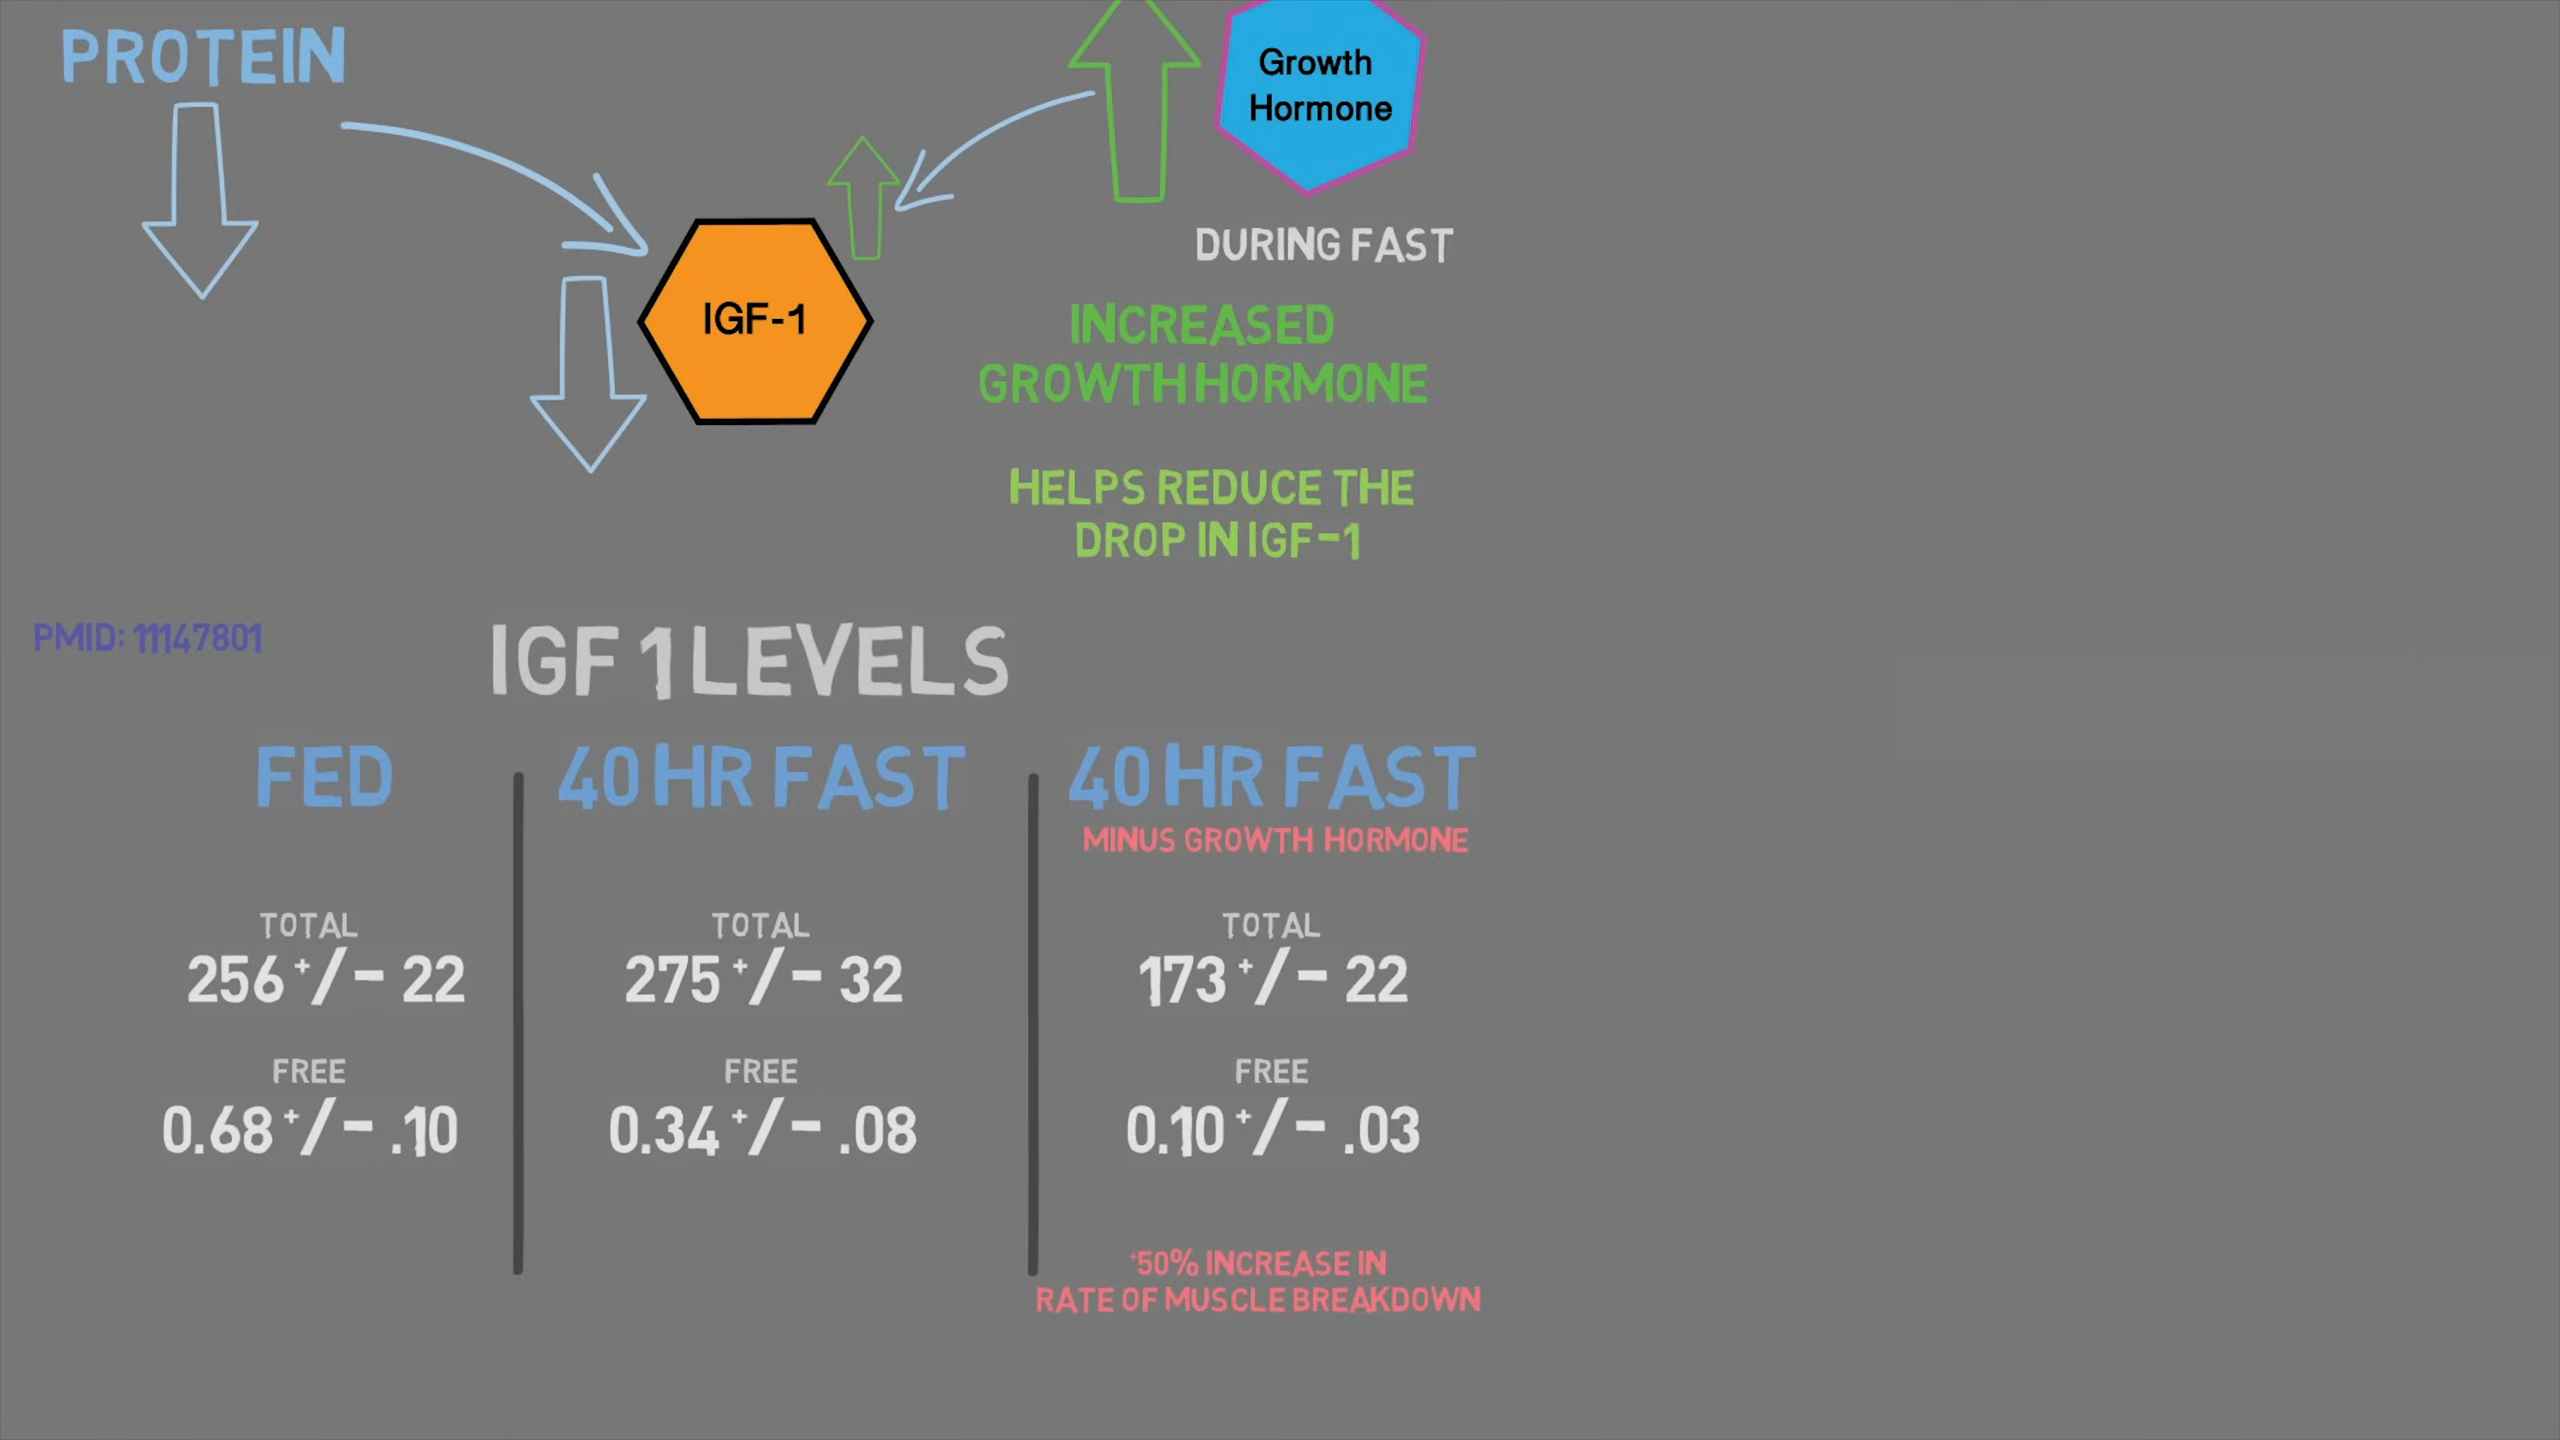 PROTEIN
Growth
Hormone
DURING FAST
IGF-1
INCREASED
GROWTH HORMONE
HELPS REDUCE THE
DROP IN IGF-1
PMID: 11147801
IGF 1 LEVELS
FED
40 HR FAST
40 HR FAST
MINUS GROWTH HORMONE
TOTAL
256 +/- 22
FREE
0.68 +/- .10
TOTAL
275 +/- 32
FREE
0.34 +/- .08
TOTAL
173 +/- 22
FREE
0.10 +/- .03
+50% INCREASE IN
RATE OF MUSCLE BREAKDOWN